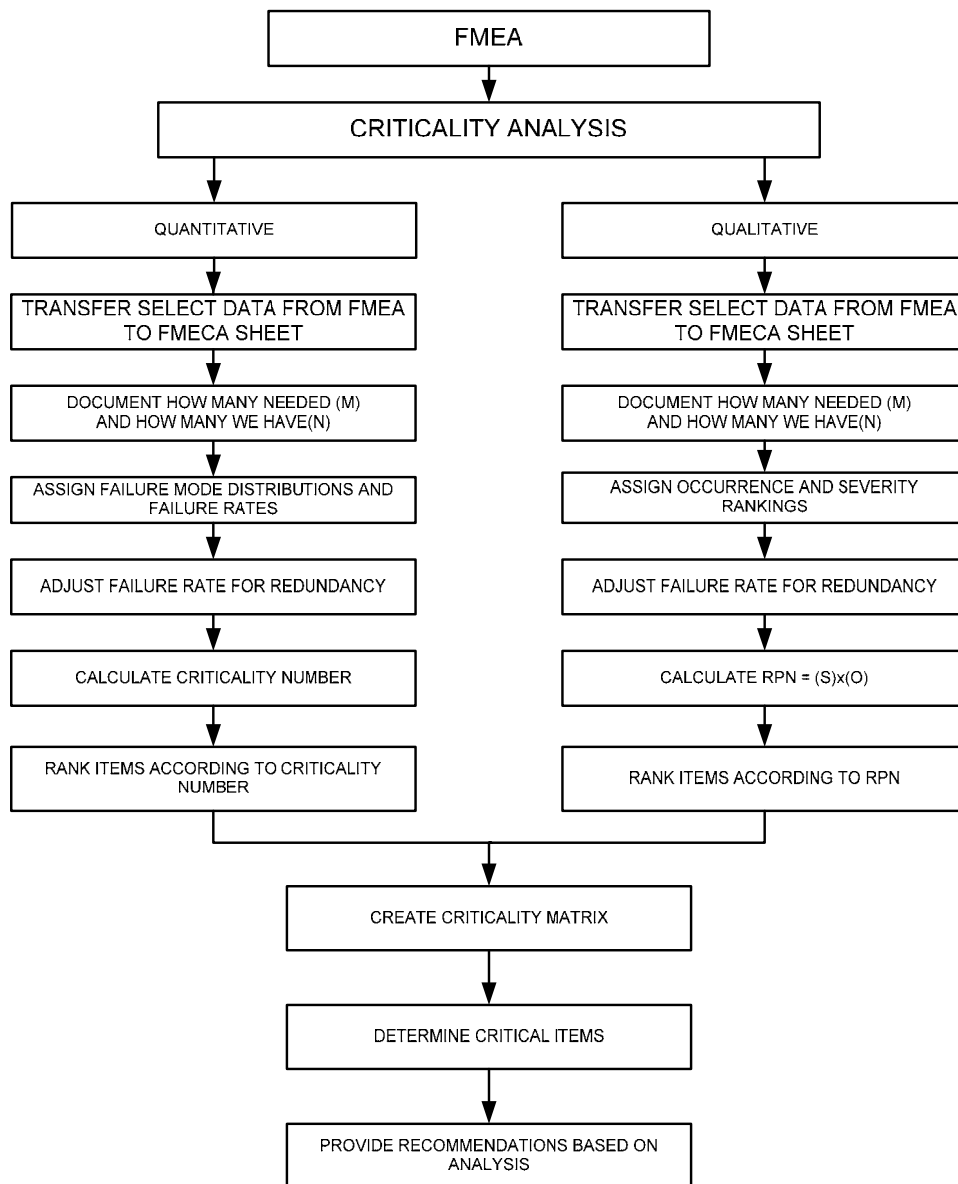 FMEA
CRITICALITY ANALYSIS
QUANTITATIVE
TRANSFER SELECT DATA FROM FMEA
TO FMECA SHEET
DOCUMENT HOW MANY NEEDED (M)
AND HOW MANY WE HAVE(N)
ASSIGN FAILURE MODE DISTRIBUTIONS AND
FAILURE RATES
ADJUST FAILURE RATE FOR REDUNDANCY
CALCULATE CRITICALITY NUMBER
RANK ITEMS ACCORDING TO CRITICALITY
NUMBER
QUALITATIVE
TRANSFER SELECT DATA FROM FMEA
TO FMECA SHEET
DOCUMENT HOW MANY NEEDED (M)
AND HOW MANY WE HAVE(N)
ASSIGN OCCURRENCE AND SEVERITY
RANKINGS
ADJUST FAILURE RATE FOR REDUNDANCY
CALCULATE RPN = (S)x(O)
RANK ITEMS ACCORDING TO RPN
CREATE CRITICALITY MATRIX
DETERMINE CRITICAL ITEMS
PROVIDE RECOMMENDATIONS BASED ON
ANALYSIS